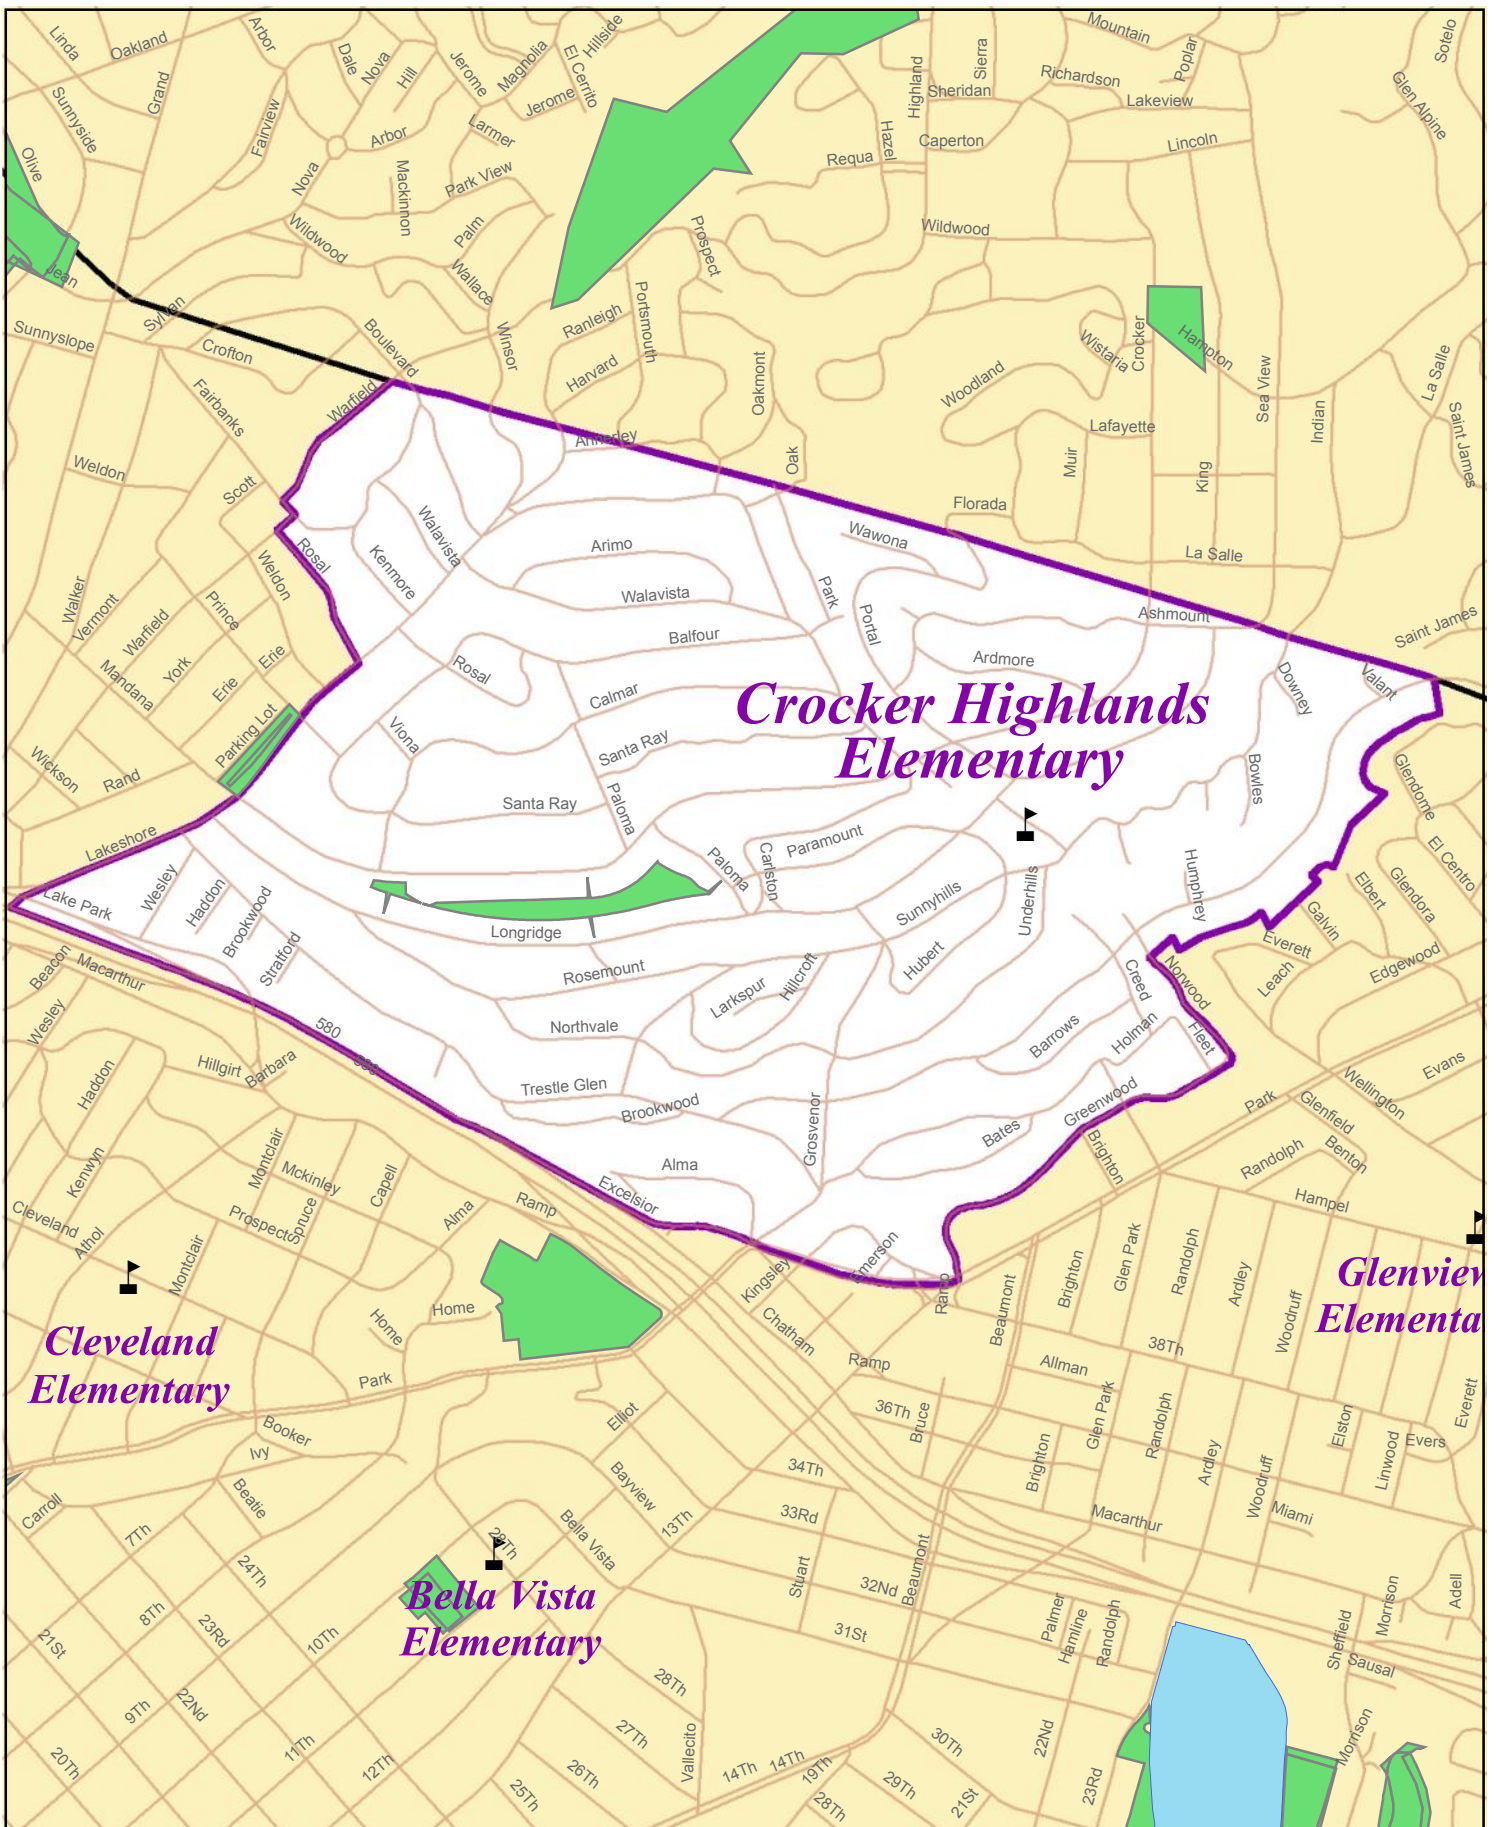 Linda
Oakland
Arbor
Dale
Nova
Hill
Jerome
Magnolia
El Cerrito
Hillside
Highland
Sierra
Mountain
Poplar
Sotelo
Sunnyside
Grand
Fairview
Arbor
Larmer
Jerome
Sheridan
Richardson
Lakeview
Glen Alpine
Olive
Nova
Mackinnon
Park View
Requa
Hazel
Caperton
Lincoln
Wildwood
Palm
Prospect
Wildwood
Jean
Wallace
Sylvan
Sunnyslope
Crofton
Boulevard
Winsor
Ranleigh
Portsmouth
Harvard
Oakmont
Woodland
Wistaria
Crocker
Hampton
Sea View
Indian
La Salle
Saint James
Fairbanks
Warfield
Annerley
Oak
Lafayette
Muir
King
Weldon
Scott
Florada
Walavista
Arimo
Wawona
La Salle
Rosal
Kenmore
Weldon
Walavista
Park
Portal
Ashmount
Saint James
Walker
Vermont
Warfield
Prince
Balfour
Ardmore
Mandana
York
Erie
Erie
Rosal
Calmar
Downey
Valant
Crocker Highlands
Elementary
Parking Lot
Viona
Santa Ray
Wickson
Rand
Santa Ray
Paloma
Bowles
Glendome
Lakeshore
Paloma
Carlston
Paramount
El Centro
Lake Park
Wesley
Haddon
Brookwood
Stratford
Longridge
Sunnyhills
Underhills
Humphrey
Elbert
Glendora
Galvin
Everett
Edgewood
Beacon
Macarthur
Rosemount
Larkspur
Hillcroft
Hubert
Creed
Norwood
Leach
Wesley
580
580
Northvale
Barrows
Holman
Fleet
Haddon
Hillgirt
Barbara
Trestle Glen
Brookwood
Grosvenor
Bates
Greenwood
Park
Wellington
Evans
Glenfield
Kenwyn
Montclair
Mckinley
Capell
Alma
Brighton
Randolph
Benton
Cleveland
Athol
Prospect
Spruce
Alma
Ramp
Excelsior
Hampel
Montclair
Kingsley
Emerson
Ramp
Beaumont
Brighton
Glen Park
Randolph
Ardley
Woodruff
Glenview
Elementa
Cleveland
Elementary
Home
Home
Chatham
Ramp
Allman
38Th
Park
Booker
Ivy
Elliot
36Th
Bruce
Brighton
Glen Park
Randolph
Ardley
Woodruff
Elston
Linwood
Evers
Everett
Carroll
7Th
Beatie
24Th
28Th
Bayview
Bella Vista
13Th
34Th
33Rd
Macarthur
Miami
Bella Vista
Elementary
Stuart
32Nd
Beaumont
31St
Palmer
Hamline
Randolph
Sheffield
Morrison
Adell
Sausal
21St
8Th
23Rd
10Th
28Th
9Th
22Nd
27Th
Vallecito
30Th
22Nd
Morrison
20Th
11Th
12Th
25Th
26Th
14Th
14Th
19Th
28Th
29Th
21St
23Rd